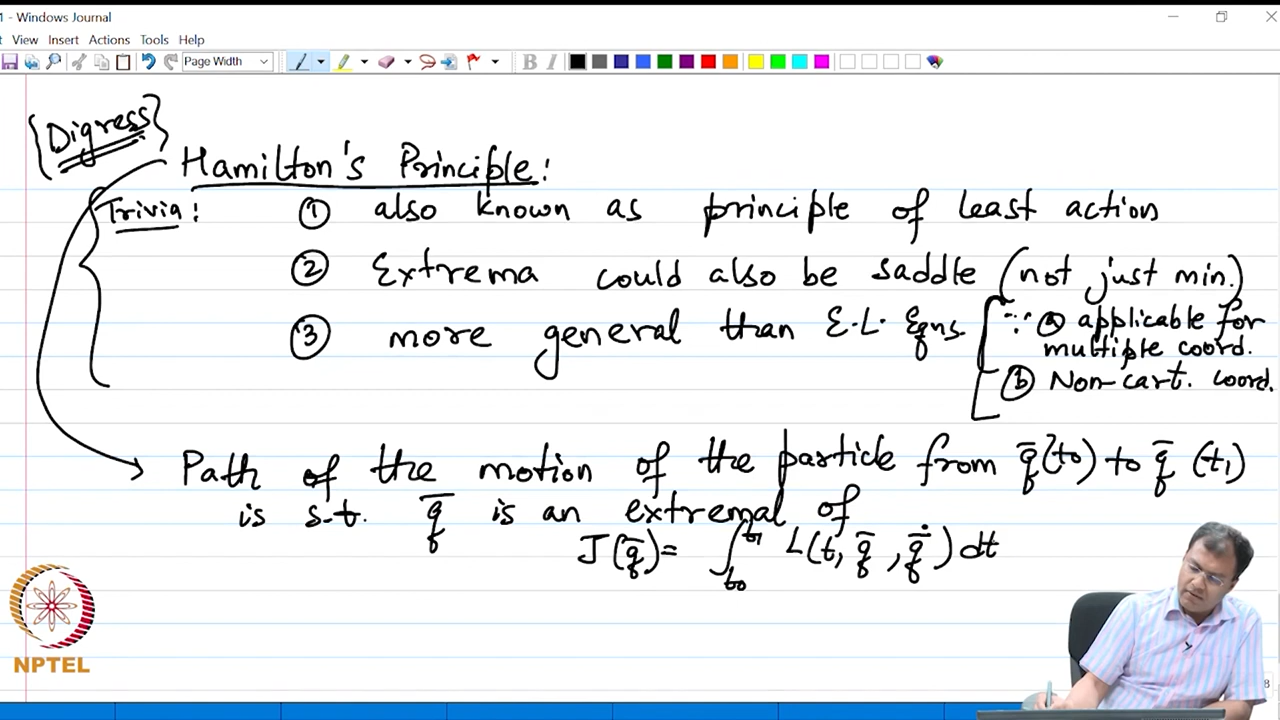 1 - Windows Journal
View Insert Actions Tools Help
Page Width
B I
{Digress}
Hamilton's Principle:
Trivia: ① also known as principle of least action
② Extrema could also be saddle (not just min.)
③ more general than E.L. Eqns. ∵ ⓐ applicable for
multiple coord.
ⓑ Non-cart. coord.
Path of the motion of the particle from q̄(t₀) to q̄(t₁)
is s.t. q̄ is an extremal of
J(q̄) = ∫_{t₀}^{t₁} L(t, q̄, q̄̇) dt
NPTEL
8